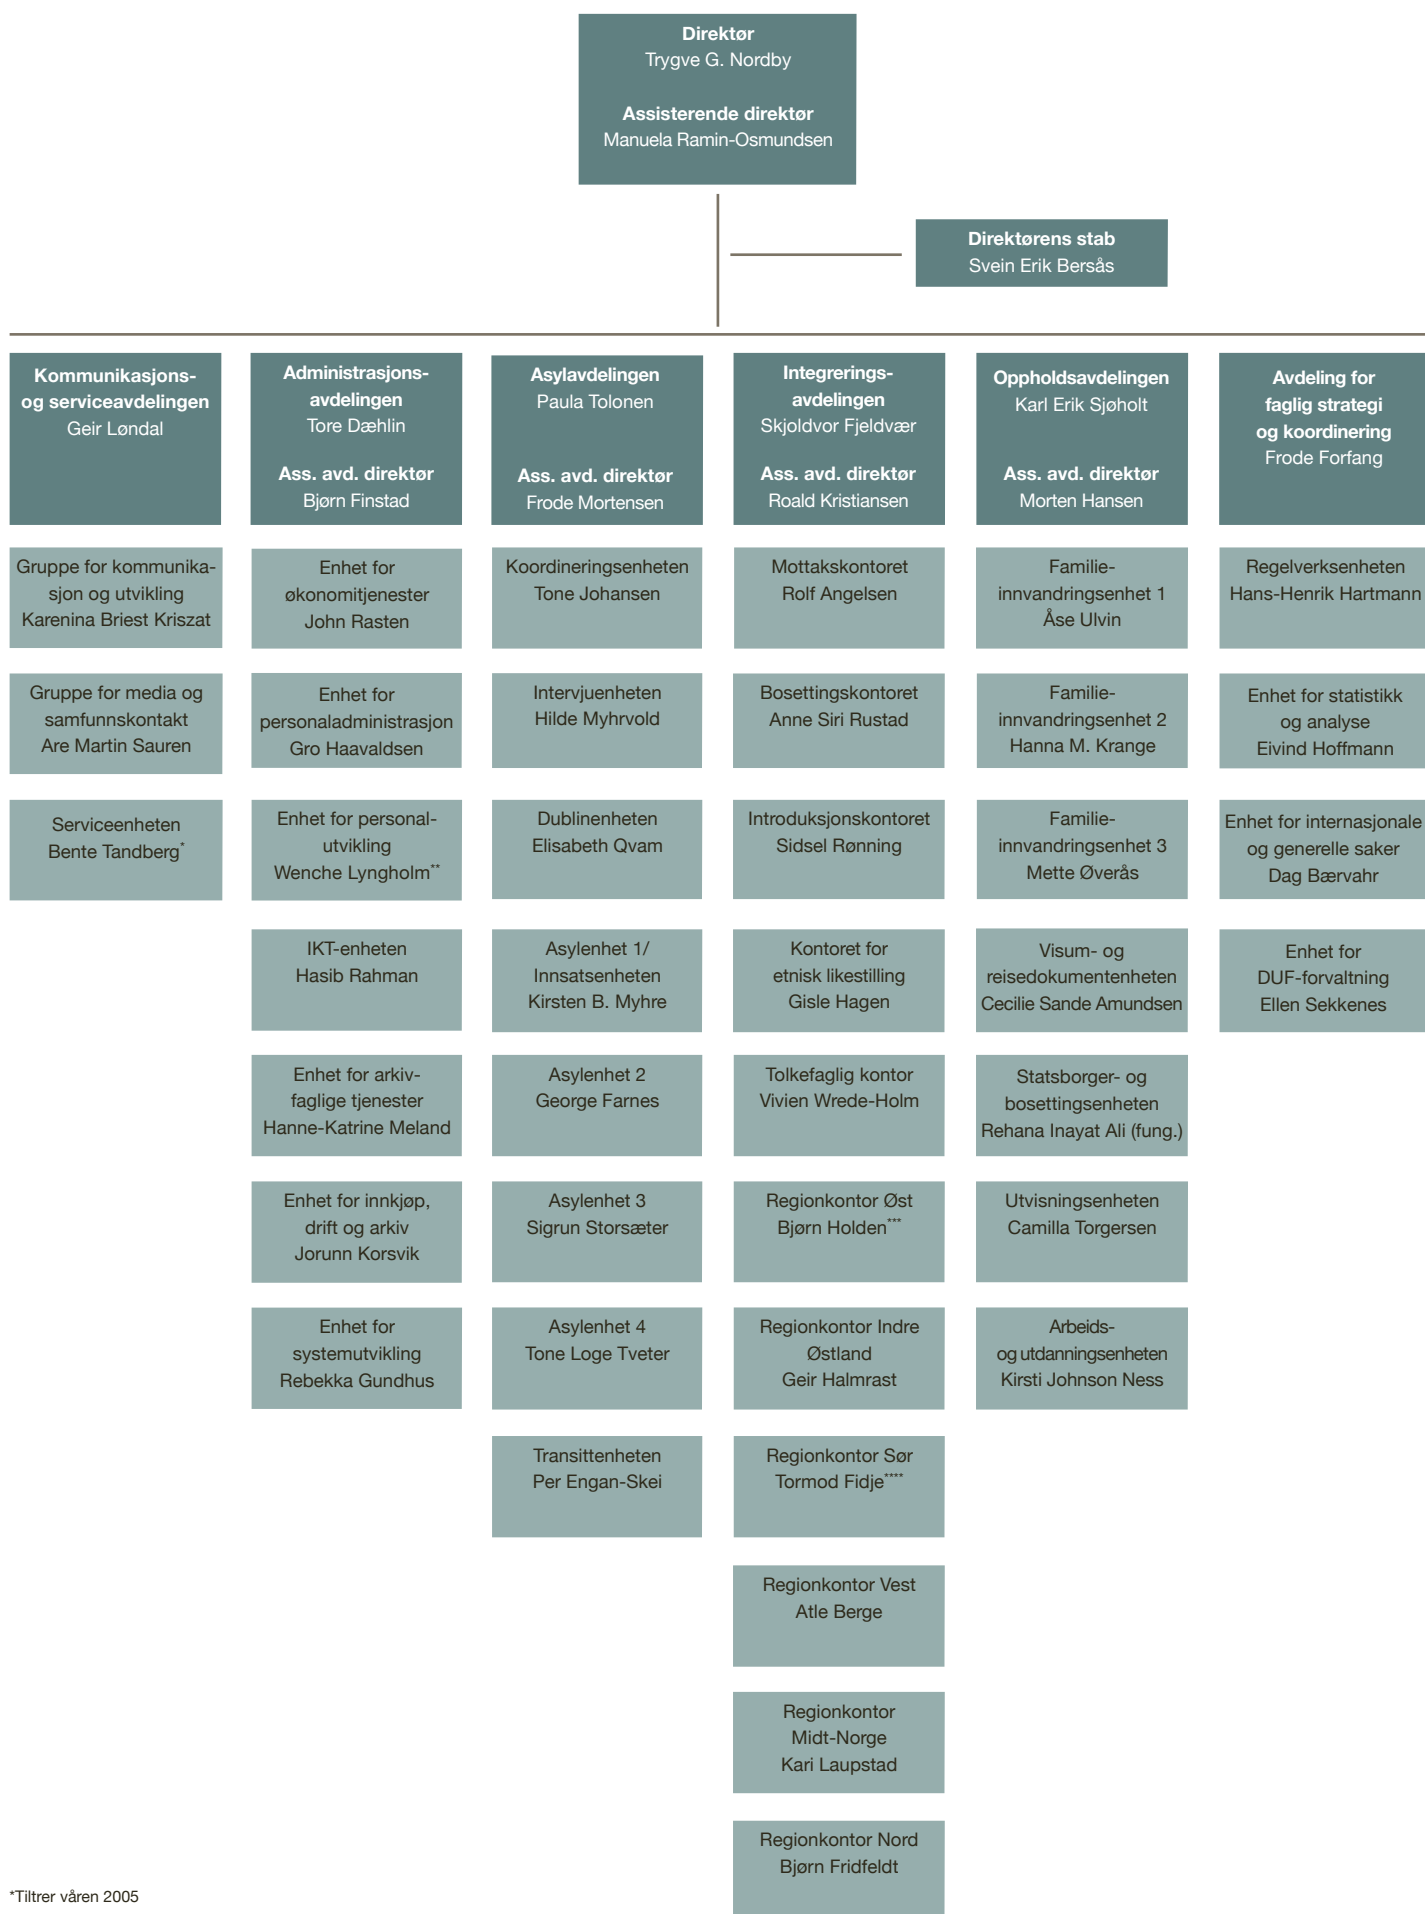 Direktør
Trygve G. Nordby
Assisterende direktør
Manuela Ramin-Osmundsen
Direktørens stab
Svein Erik Bersås
Kommunikasjons-
og serviceavdelingen
Geir Løndal
Gruppe for kommunika-
sjon og utvikling
Karenina Briest Kriszat
Gruppe for media og
samfunnskontakt
Are Martin Sauren
Serviceenheten
Bente Tandberg*
Administrasjons-
avdelingen
Tore Dæhlin
Ass. avd. direktør
Bjørn Finstad
Enhet for
økonomitjenester
John Rasten
Enhet for
personaladministrasjon
Gro Haavaldsen
Enhet for personal-
utvikling
Wenche Lyngholm**
IKT-enheten
Hasib Rahman
Enhet for arkiv-
faglige tjenester
Hanne-Katrine Meland
Enhet for innkjøp,
drift og arkiv
Jorunn Korsvik
Enhet for
systemutvikling
Rebekka Gundhus
Asylavdelingen
Paula Tolonen
Ass. avd. direktør
Frode Mortensen
Koordineringsenheten
Tone Johansen
Intervjuenheten
Hilde Myhrvold
Dublinenheten
Elisabeth Qvam
Asylenhet 1/
Innsatsenheten
Kirsten B. Myhre
Asylenhet 2
George Farnes
Asylenhet 3
Sigrun Storsæter
Asylenhet 4
Tone Loge Tveter
Transittenheten
Per Engan-Skei
Integrerings-
avdelingen
Skjoldvor Fjeldvær
Ass. avd. direktør
Roald Kristiansen
Mottakskontoret
Rolf Angelsen
Bosettingskontoret
Anne Siri Rustad
Introduksjonskontoret
Sidsel Rønning
Kontoret for
etnisk likestilling
Gisle Hagen
Tolkefaglig kontor
Vivien Wrede-Holm
Regionkontor Øst
Bjørn Holden***
Regionkontor Indre
Østland
Geir Halmrast
Regionkontor Sør
Tormod Fidje****
Regionkontor Vest
Atle Berge
Regionkontor
Midt-Norge
Kari Laupstad
Regionkontor Nord
Bjørn Fridfeldt
Oppholdsavdelingen
Karl Erik Sjøholt
Ass. avd. direktør
Morten Hansen
Familie-
innvandringsenhet 1
Åse Ulvin
Familie-
innvandringsenhet 2
Hanna M. Krange
Familie-
innvandringsenhet 3
Mette Øverås
Visum- og
reisedokumentenheten
Cecilie Sande Amundsen
Statsborger- og
bosettingsenheten
Rehana Inayat Ali (fung.)
Utvisningsenheten
Camilla Torgersen
Arbeids-
og utdanningsenheten
Kirsti Johnson Ness
Avdeling for
faglig strategi
og koordinering
Frode Forfang
Regelverksenheten
Hans-Henrik Hartmann
Enhet for statistikk
og analyse
Eivind Hoffmann
Enhet for internasjonale
og generelle saker
Dag Bærvahr
Enhet for
DUF-forvaltning
Ellen Sekkenes
*Tiltrer våren 2005